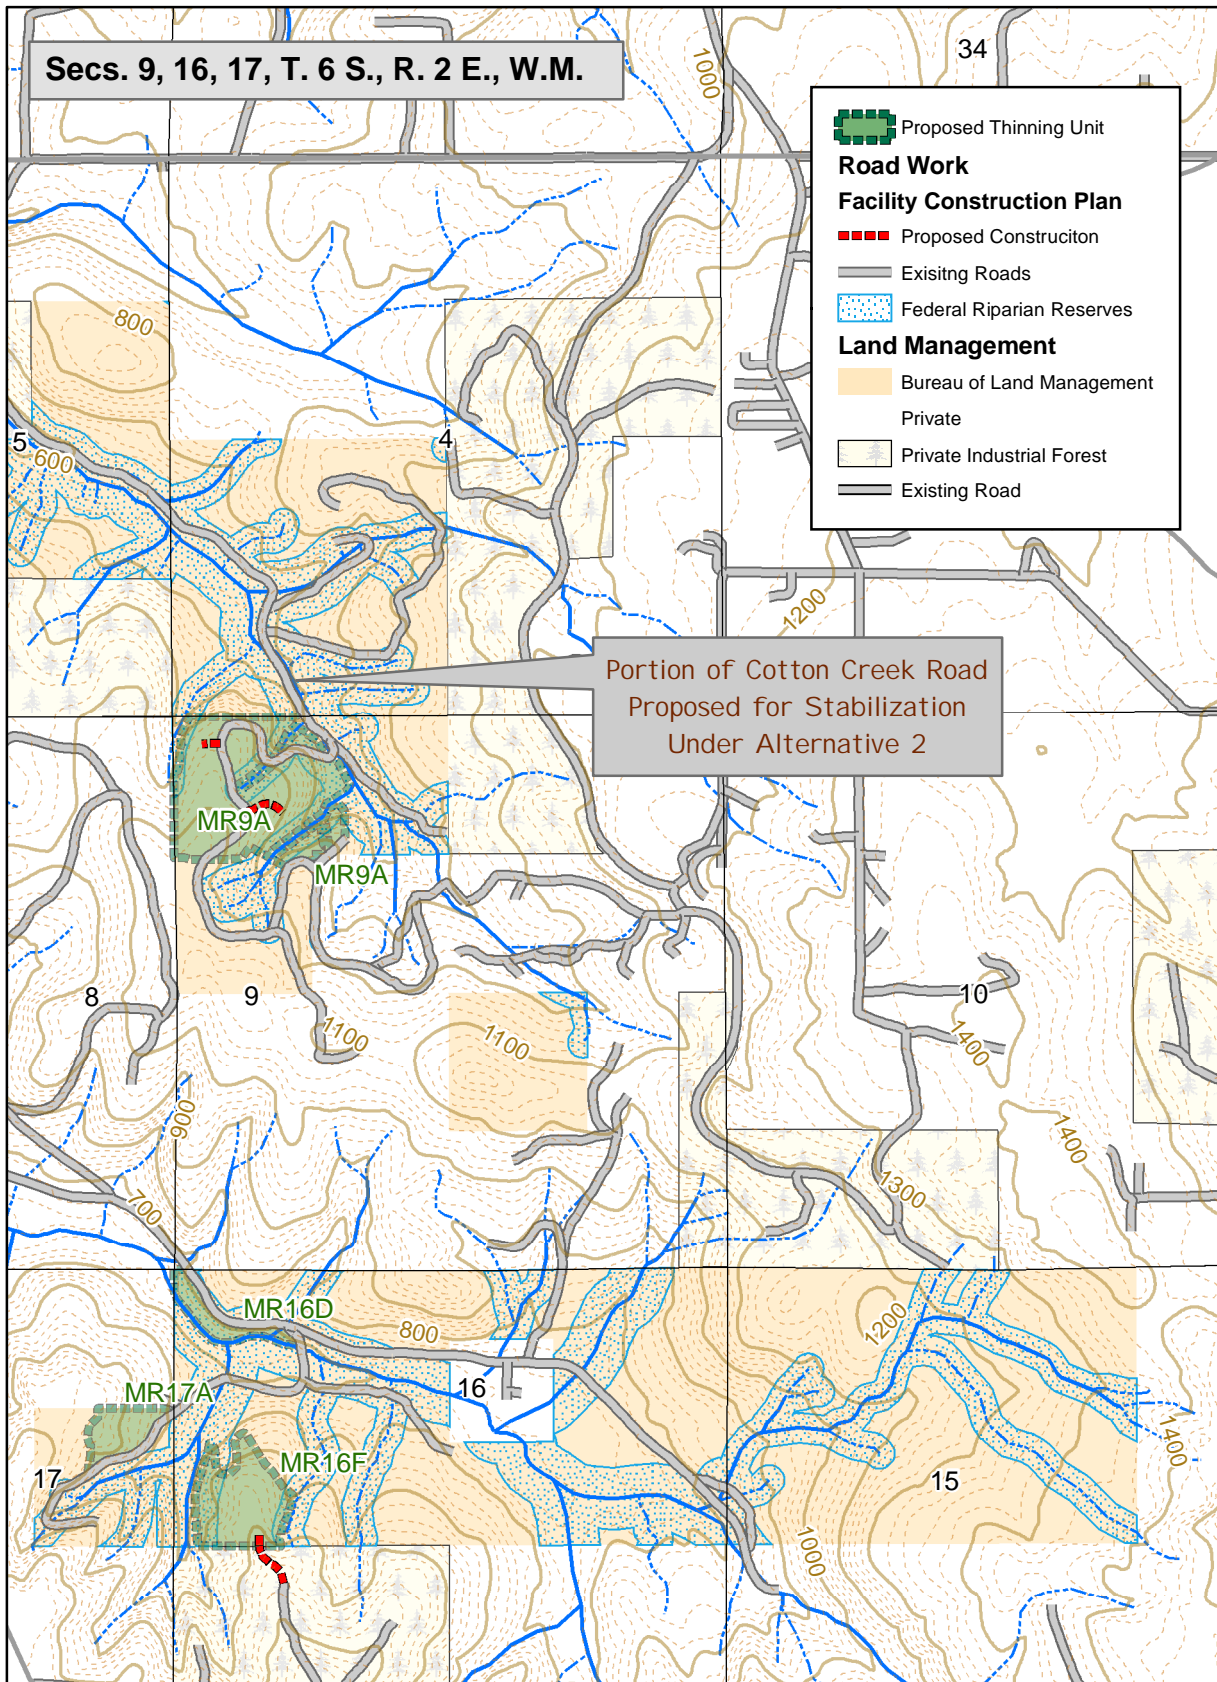 Secs. 9, 16, 17, T. 6 S., R. 2 E., W.M.
1000
34
Proposed Thinning Unit
Road Work
Facility Construction Plan
Proposed Construciton
Exisitng Roads
Federal Riparian Reserves
Land Management
Bureau of Land Management
Private
Private Industrial Forest
Existing Road
800
5
600
4
1200
Portion of Cotton Creek Road
Proposed for Stabilization
Under Alternative 2
MR9A
MR9A
8
9
10
1100
1100
1400
900
1400
700
1300
MR16D
800
1200
MR17A
16
1400
MR16F
17
15
1000